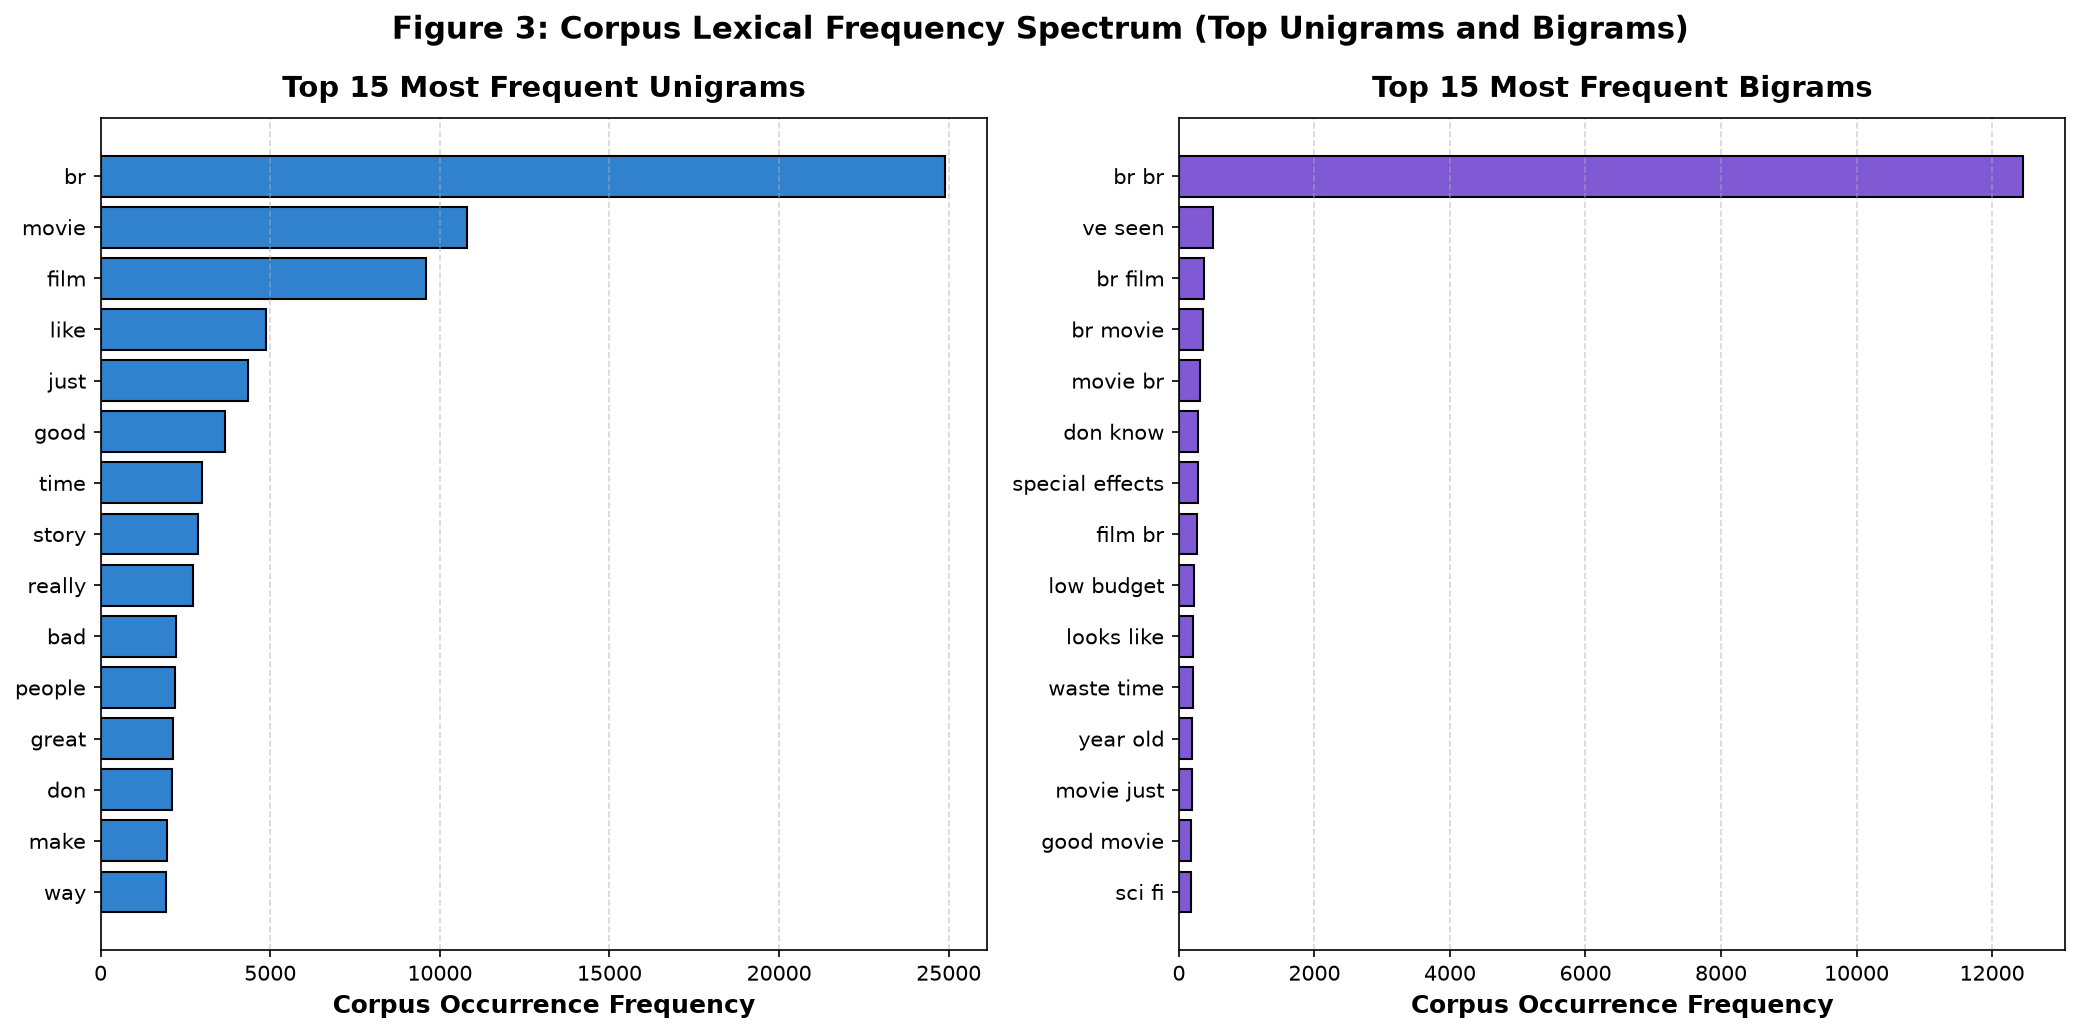 Figure 3: Corpus Lexical Frequency Spectrum (Top Unigrams and Bigrams)
Top 15 Most Frequent Unigrams
br
movie
film
like
just
good
time
story
really
bad
people
great
don
make
way
0 5000 10000 15000 20000 25000
Corpus Occurrence Frequency
Top 15 Most Frequent Bigrams
br br
ve seen
br film
br movie
movie br
don know
special effects
film br
low budget
looks like
waste time
year old
movie just
good movie
sci fi
0 2000 4000 6000 8000 10000 12000
Corpus Occurrence Frequency